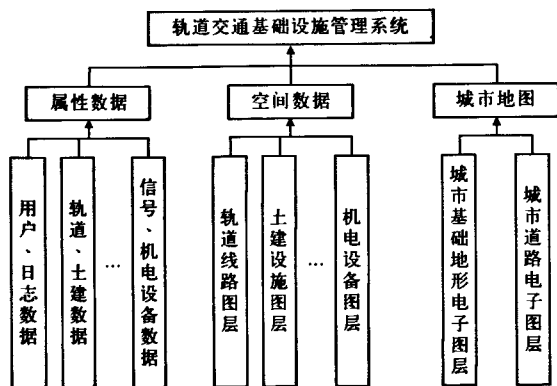 轨道交通基础设施管理系统
属性数据
空间数据
城市地图
用户、日志数据
轨道、土建数据
…
信号、机电设备数据
轨道线路图层
土建设施图层
…
机电设备图层
城市基础地形电子图层
城市道路电子图层